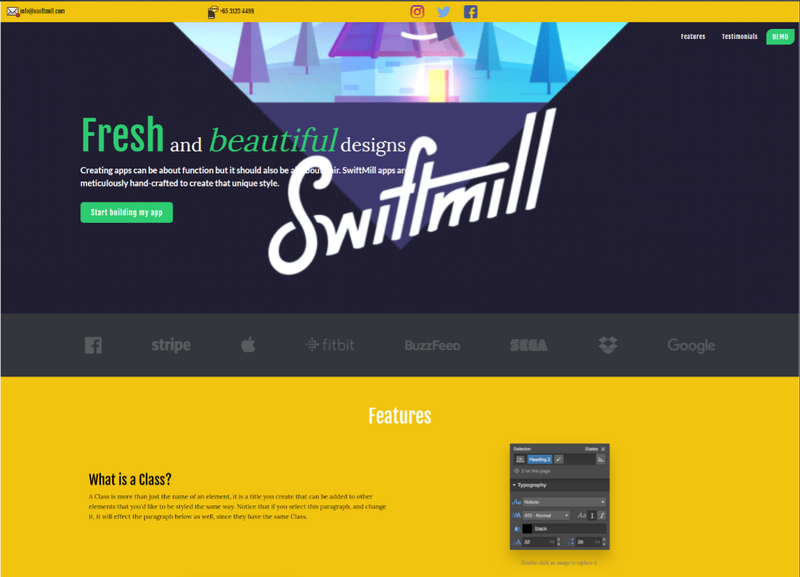 info@swiftmill com
+65 3123 4499
Features
Testimonials
DEMO
Fresh and beautiful designs
Creating apps can be about function but it should also be a about air. SwiftMill apps ar
meticulously hand-crafted to create that unique style.
Swiftmill
Start building my app
stripe
fitbit
BuzzFeed
SEGA
Google
Features
Selector
States
Heading 2
3 on this page
Typography
What is a Class?
Roboto
A Class is more than just the name of an element, it is a title you create that can be added to other
elements that you'd like to be styled the same way. Notice that if you select this paragraph, and change
it, it will effect the paragraph below as well, since they have the same Class.
400 - Normal
black
32
36
Double click an image to replace it